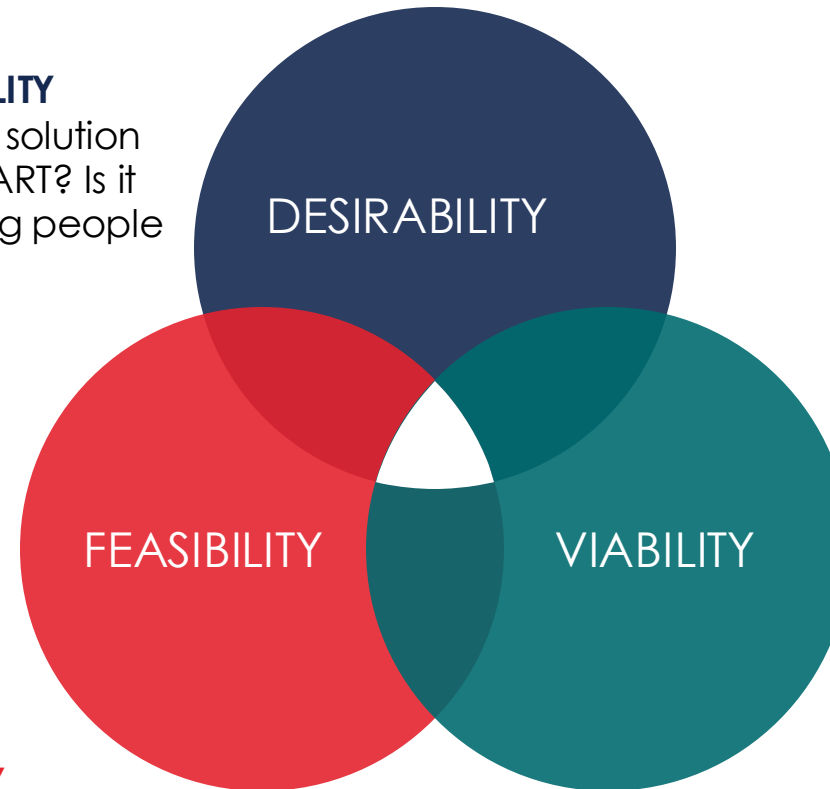 LITY
solution
ART? Is it
g people
DESIRABILITY
FEASIBILITY
VIABILITY
Y